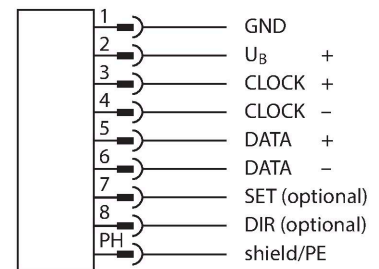 1 GND
2 U_B +
3 CLOCK +
4 CLOCK –
5 DATA +
6 DATA –
7 SET (optional)
8 DIR (optional)
PH shield/PE